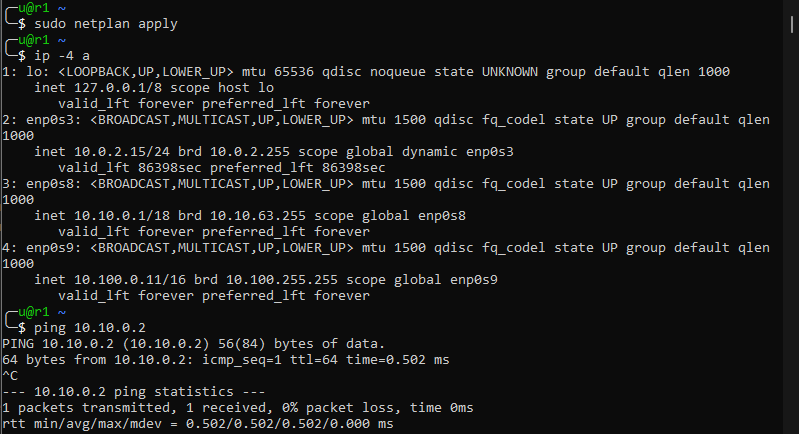 u@r1 ~
$ sudo netplan apply
u@r1 ~
$ ip -4 a
1: lo: <LOOPBACK,UP,LOWER_UP> mtu 65536 qdisc noqueue state UNKNOWN group default qlen 1000
    inet 127.0.0.1/8 scope host lo
       valid_lft forever preferred_lft forever
2: enp0s3: <BROADCAST,MULTICAST,UP,LOWER_UP> mtu 1500 qdisc fq_codel state UP group default qlen
1000
    inet 10.0.2.15/24 brd 10.0.2.255 scope global dynamic enp0s3
       valid_lft 86398sec preferred_lft 86398sec
3: enp0s8: <BROADCAST,MULTICAST,UP,LOWER_UP> mtu 1500 qdisc fq_codel state UP group default qlen
1000
    inet 10.10.0.1/18 brd 10.10.63.255 scope global enp0s8
       valid_lft forever preferred_lft forever
4: enp0s9: <BROADCAST,MULTICAST,UP,LOWER_UP> mtu 1500 qdisc fq_codel state UP group default qlen
1000
    inet 10.100.0.11/16 brd 10.100.255.255 scope global enp0s9
       valid_lft forever preferred_lft forever
u@r1 ~
$ ping 10.10.0.2
PING 10.10.0.2 (10.10.0.2) 56(84) bytes of data.
64 bytes from 10.10.0.2: icmp_seq=1 ttl=64 time=0.502 ms
^C
--- 10.10.0.2 ping statistics ---
1 packets transmitted, 1 received, 0% packet loss, time 0ms
rtt min/avg/max/mdev = 0.502/0.502/0.502/0.000 ms